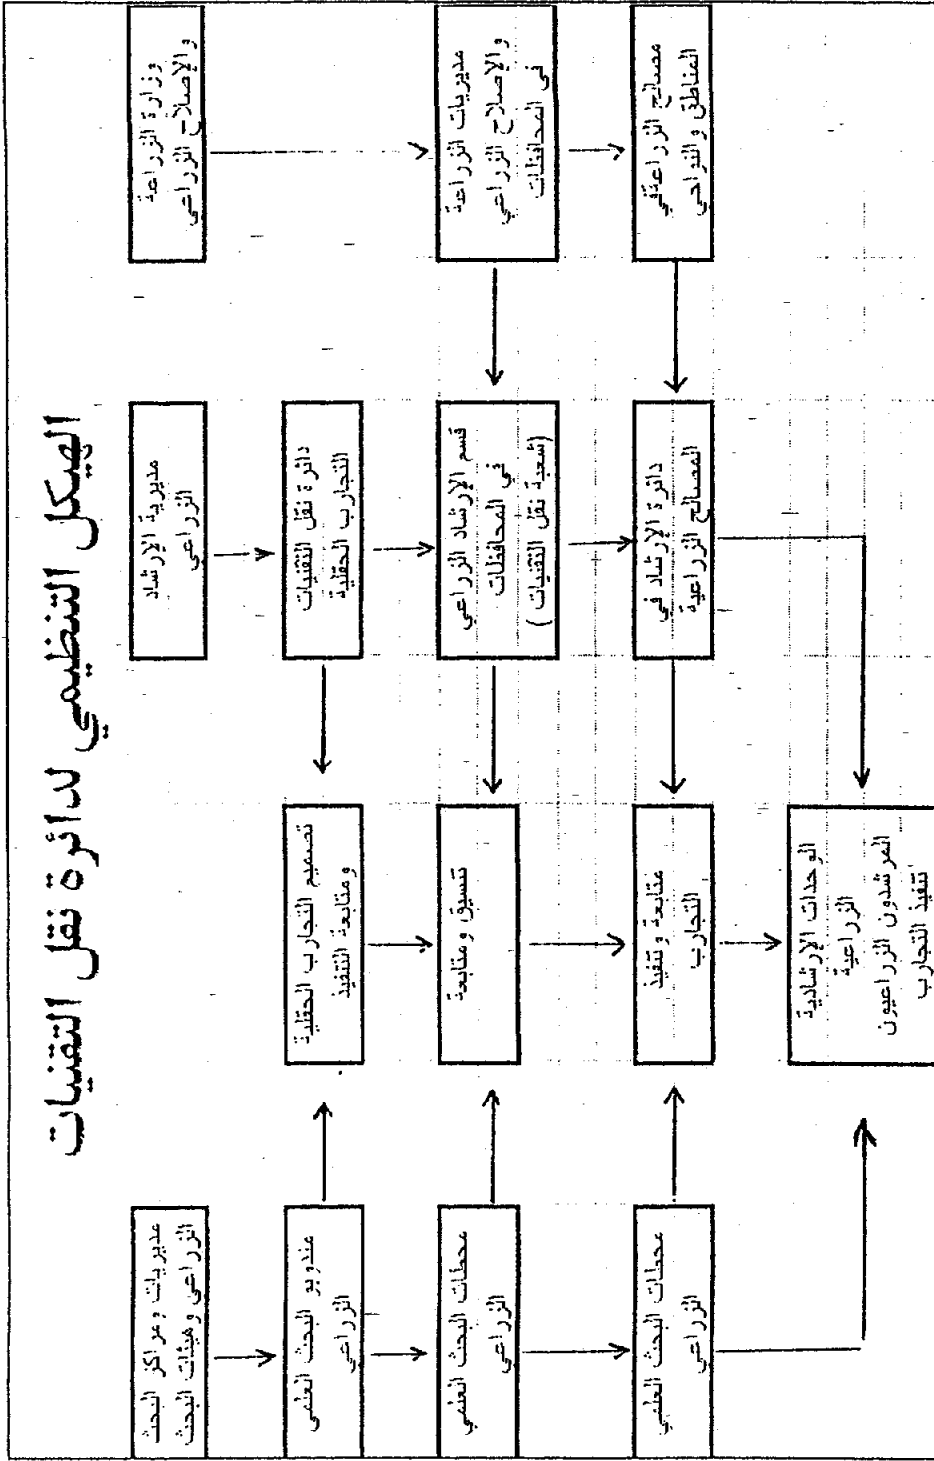 الهيكل التنظيمي لدائرة نقل التقنيات
وزارة الزراعة
والإصلاح الزراعي
مديريات الزراعة
والإصلاح الزراعي
في المحافظات
مصالح الزراعة في
المناطق والنواحي
مديرية الإرشاد
الزراعي
دائرة نقل التقنيات
التجارب الحقلية
قسم الإرشاد الزراعي
في المحافظات
(شعبة نقل التقنيات )
دائرة الإرشاد في
المصالح الزراعية
تصميم التجارب الحقلية
ومتابعة التنفيذ
تنسيق ومتابعة
متابعة وتنفيذ
التجارب
الوحدات الإرشادية
الزراعية
المرشدون الزراعيون
تنفيذ التجارب
مديريات ومراكز البحث
الزراعي وهيئات البحث
مندوبو البحث العلمي
الزراعي
محطات البحث العلمي
الزراعي
محطات البحث العلمي
الزراعي